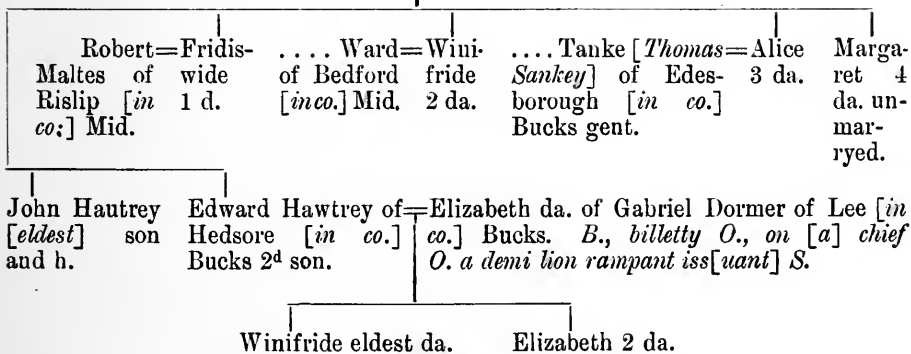 Robert=Fridis-
Maltes of wide
Rislip [in 1 d.
co:] Mid.
.... Ward=Wini-
of Bedford fride
[in co.] Mid. 2 da.
.... Tanke [Thomas=Alice
Sankey] of Edes- 3 da.
borough [in co.]
Bucks gent.
Marga-
ret 4
da. un-
mar-
ryed.
John Hautrey
[eldest] son
and h.
Edward Hawtrey of=Elizabeth da. of Gabriel Dormer of Lee [in
Hedsore [in co.] co.] Bucks. B., billetty O., on [a] chief
Bucks 2d son. O. a demi lion rampant iss[uant] S.
Winifride eldest da.
Elizabeth 2 da.